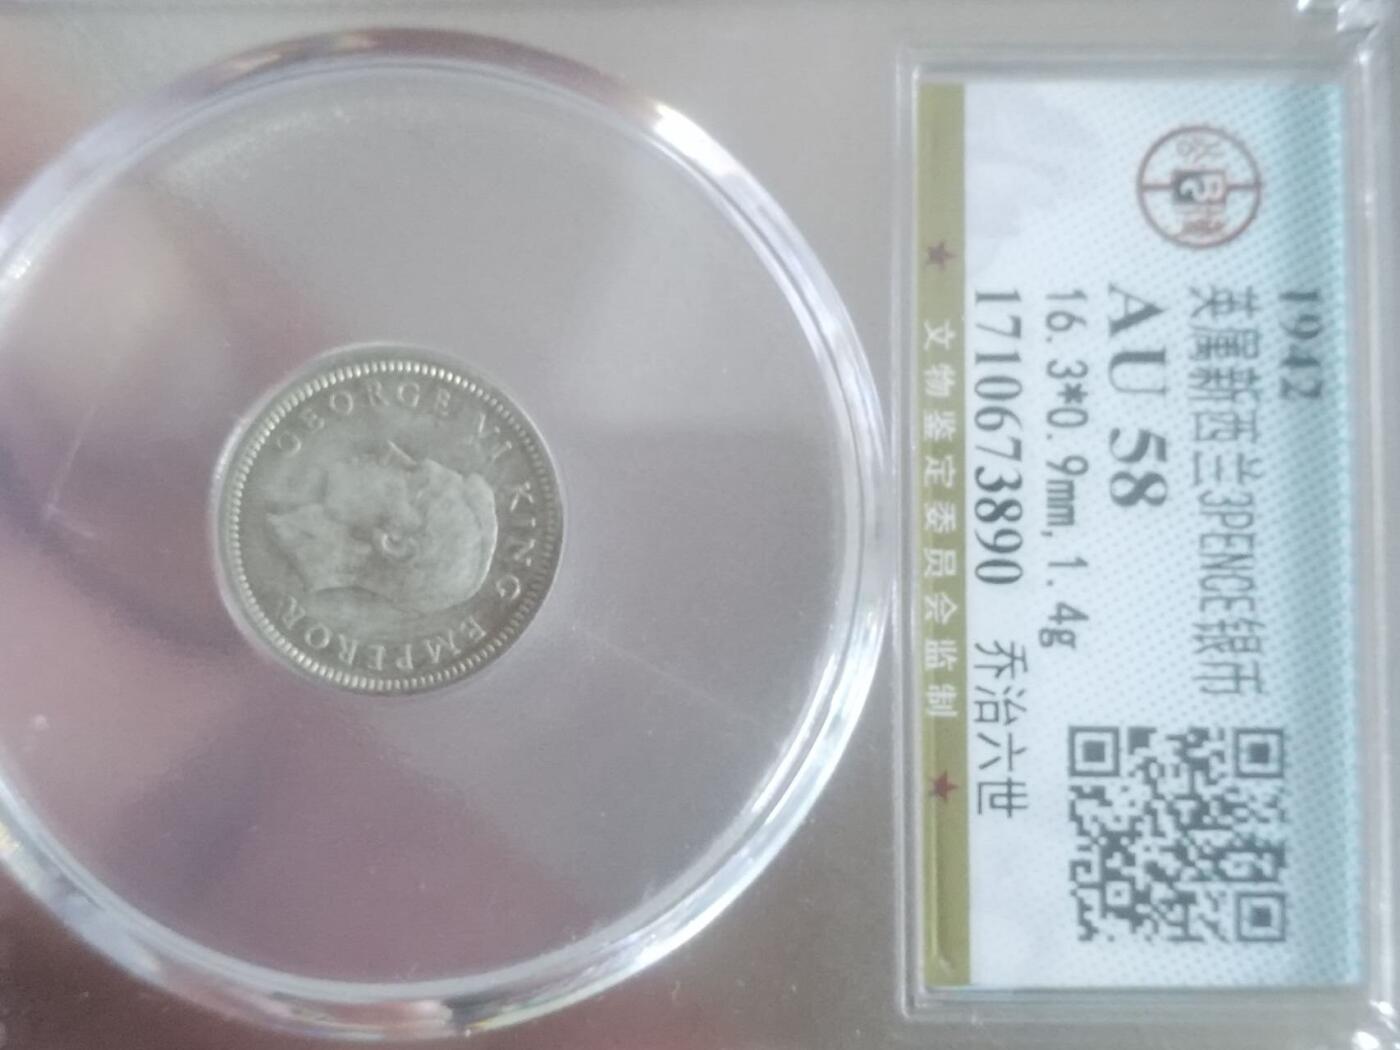 1942
英属新西兰3PENCE银币
AU 58
16.3*0.9mm,1.4g
1710673890 乔治六世
★ 文物鉴定委员会监制 ★
GEORGE VI KING EMPEROR